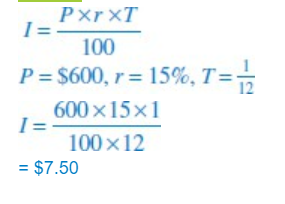 I = P×r×T/100
P = $600, r = 15%, T = 1/12
I = 600×15×1/100×12
= $7.50